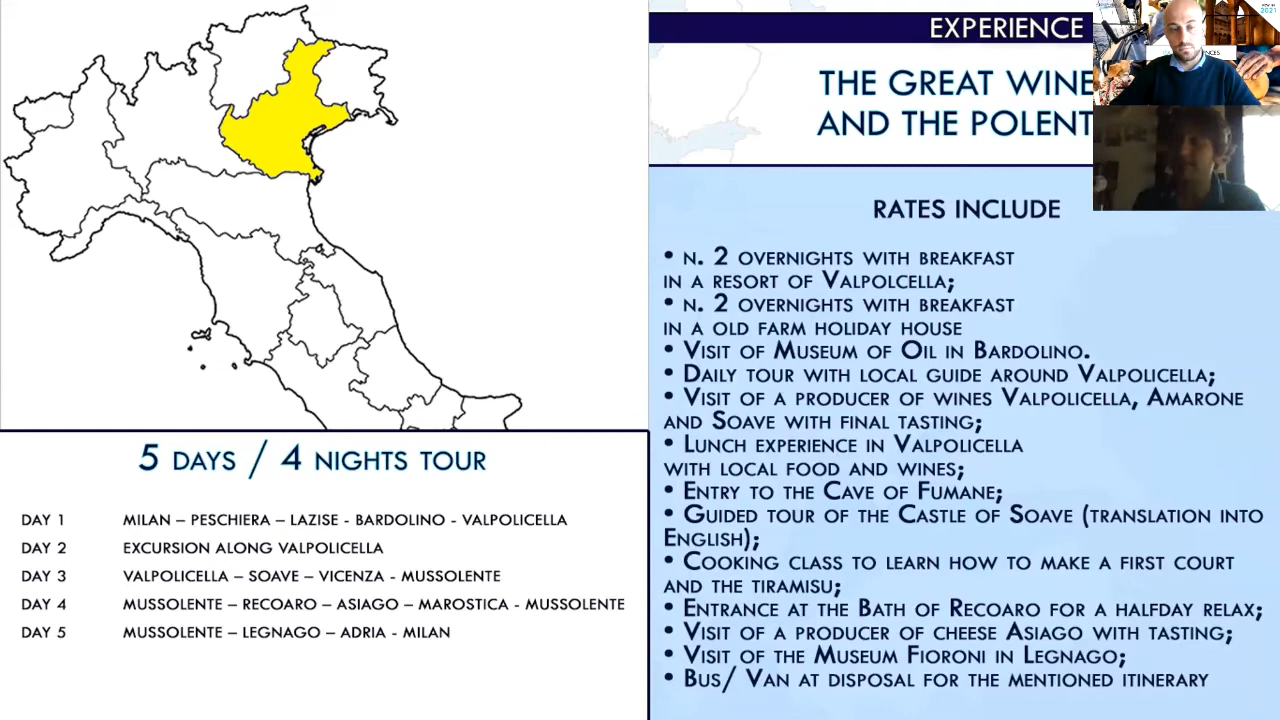 5 DAYS / 4 NIGHTS TOUR
DAY 1 MILAN – PESCHIERA – LAZISE - BARDOLINO - VALPOLICELLA
DAY 2 EXCURSION ALONG VALPOLICELLA
DAY 3 VALPOLICELLA – SOAVE – VICENZA - MUSSOLENTE
DAY 4 MUSSOLENTE – RECOARO – ASIAGO – MAROSTICA - MUSSOLENTE
DAY 5 MUSSOLENTE – LEGNAGO – ADRIA - MILAN
EXPERIENCE
THE GREAT WINE
AND THE POLENT
2021
RATES INCLUDE
• N. 2 OVERNIGHTS WITH BREAKFAST
IN A RESORT OF VALPOLCELLA;
• N. 2 OVERNIGHTS WITH BREAKFAST
IN A OLD FARM HOLIDAY HOUSE
• VISIT OF MUSEUM OF OIL IN BARDOLINO.
• DAILY TOUR WITH LOCAL GUIDE AROUND VALPOLICELLA;
• VISIT OF A PRODUCER OF WINES VALPOLICELLA, AMARONE
AND SOAVE WITH FINAL TASTING;
• LUNCH EXPERIENCE IN VALPOLICELLA
WITH LOCAL FOOD AND WINES;
• ENTRY TO THE CAVE OF FUMANE;
• GUIDED TOUR OF THE CASTLE OF SOAVE (TRANSLATION INTO
ENGLISH);
• COOKING CLASS TO LEARN HOW TO MAKE A FIRST COURT
AND THE TIRAMISU;
• ENTRANCE AT THE BATH OF RECOARO FOR A HALFDAY RELAX;
• VISIT OF A PRODUCER OF CHEESE ASIAGO WITH TASTING;
• VISIT OF THE MUSEUM FIORONI IN LEGNAGO;
• BUS/ VAN AT DISPOSAL FOR THE MENTIONED ITINERARY